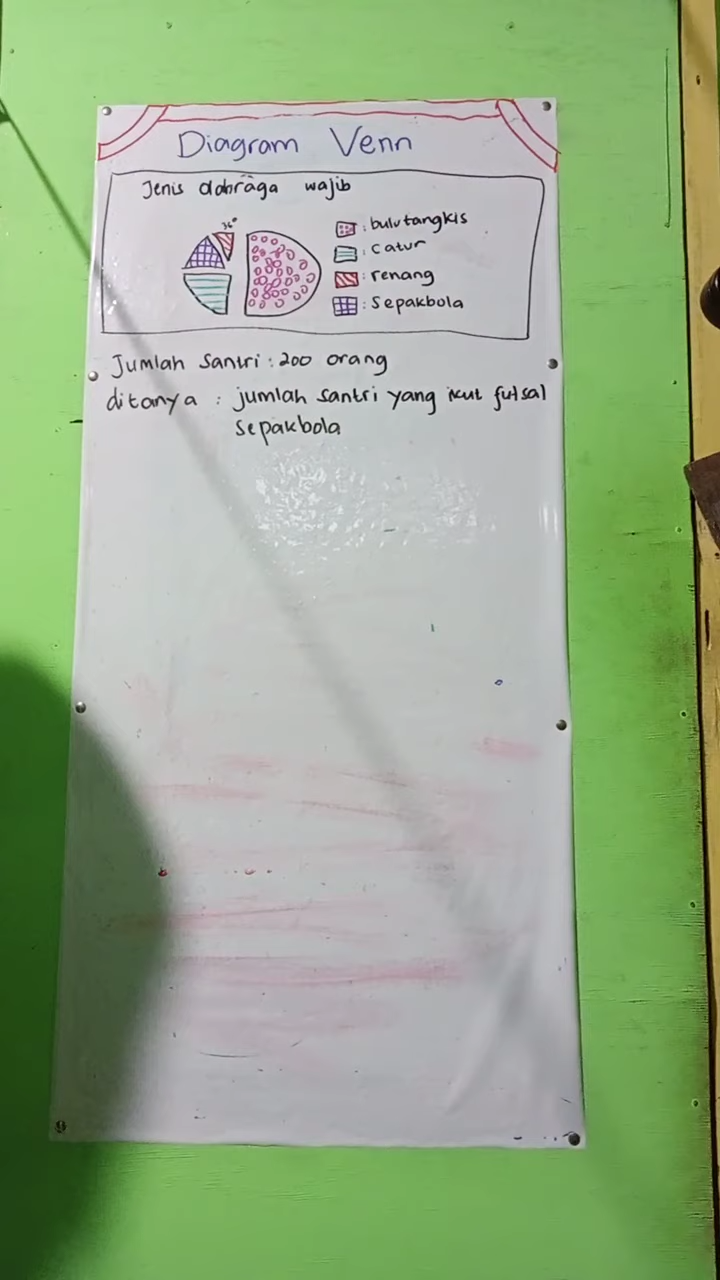 Diagram Venn
Jenis olahraga wajib
36°
: bulutangkis
: catur
: renang
: sepakbola
Jumlah Santri : 200 orang
ditanya : jumlah santri yang ikut futsal
sepakbola